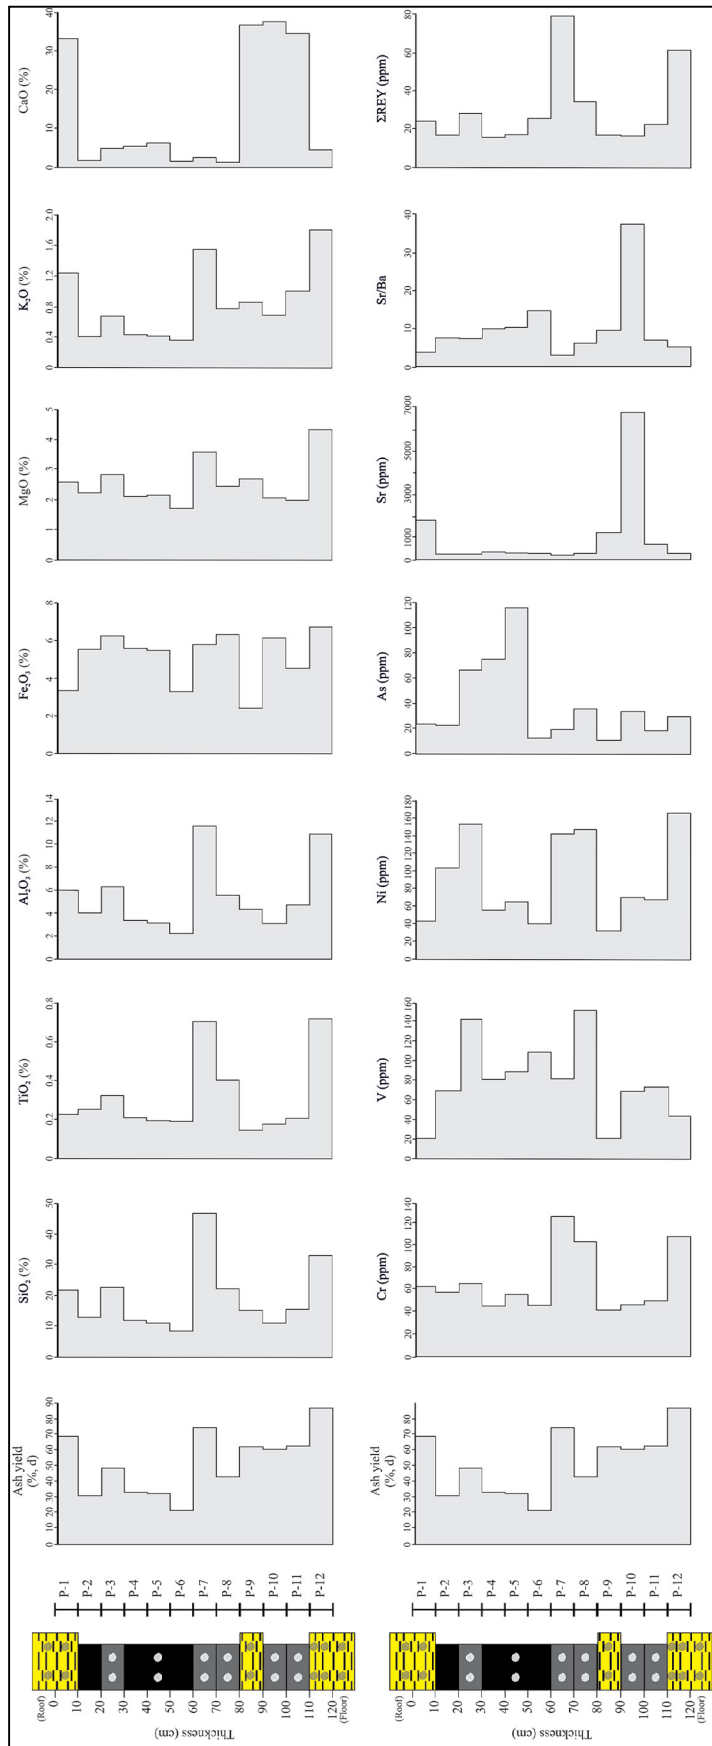 Ash yield
(%, d)
SiO₂ (%)
TiO₂ (%)
Al₂O₃ (%)
Fe₂O₃ (%)
MgO (%)
K₂O (%)
CaO (%)
0 10 20 30 40 50 60 70 80 90
0 10 20 30 40 50
0 0.2 0.4 0.6 0.8
0 2 4 6 8 10 12 14
0 2 4 6 8
0 1 2 3 4 5
0 0.4 0.8 1.2 1.6 2.0
0 10 20 30 40
Thickness (cm)
(Roof)
0
10
20
30
40
50
60
70
80
90
100
110
120
(Floor)
P-1
P-2
P-3
P-4
P-5
P-6
P-7
P-8
P-9
P-10
P-11
P-12
Ash yield
(%, d)
Cr (ppm)
V (ppm)
Ni (ppm)
As (ppm)
Sr (ppm)
Sr/Ba
ΣREY (ppm)
0 10 20 30 40 50 60 70 80
0 20 40 60 80 100 120 140
0 20 40 60 80 100 120 140 160
0 20 40 60 80 100 120 140 160 180
0 20 40 60 80 100 120
0 1000 3000 5000 7000
0 10 20 30 40
0 20 40 60 80
Thickness (cm)
(Roof)
0
10
20
30
40
50
60
70
80
90
100
110
120
(Floor)
P-1
P-2
P-3
P-4
P-5
P-6
P-7
P-8
P-9
P-10
P-11
P-12